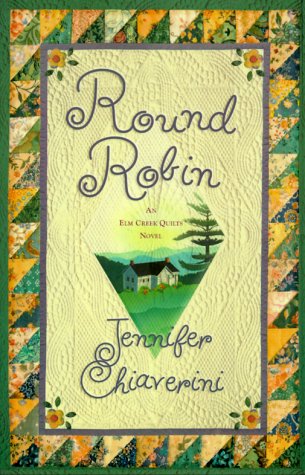 Round
Robin
AN
ELM CREEK QUILTS
NOVEL
Jennifer
Chiaverini